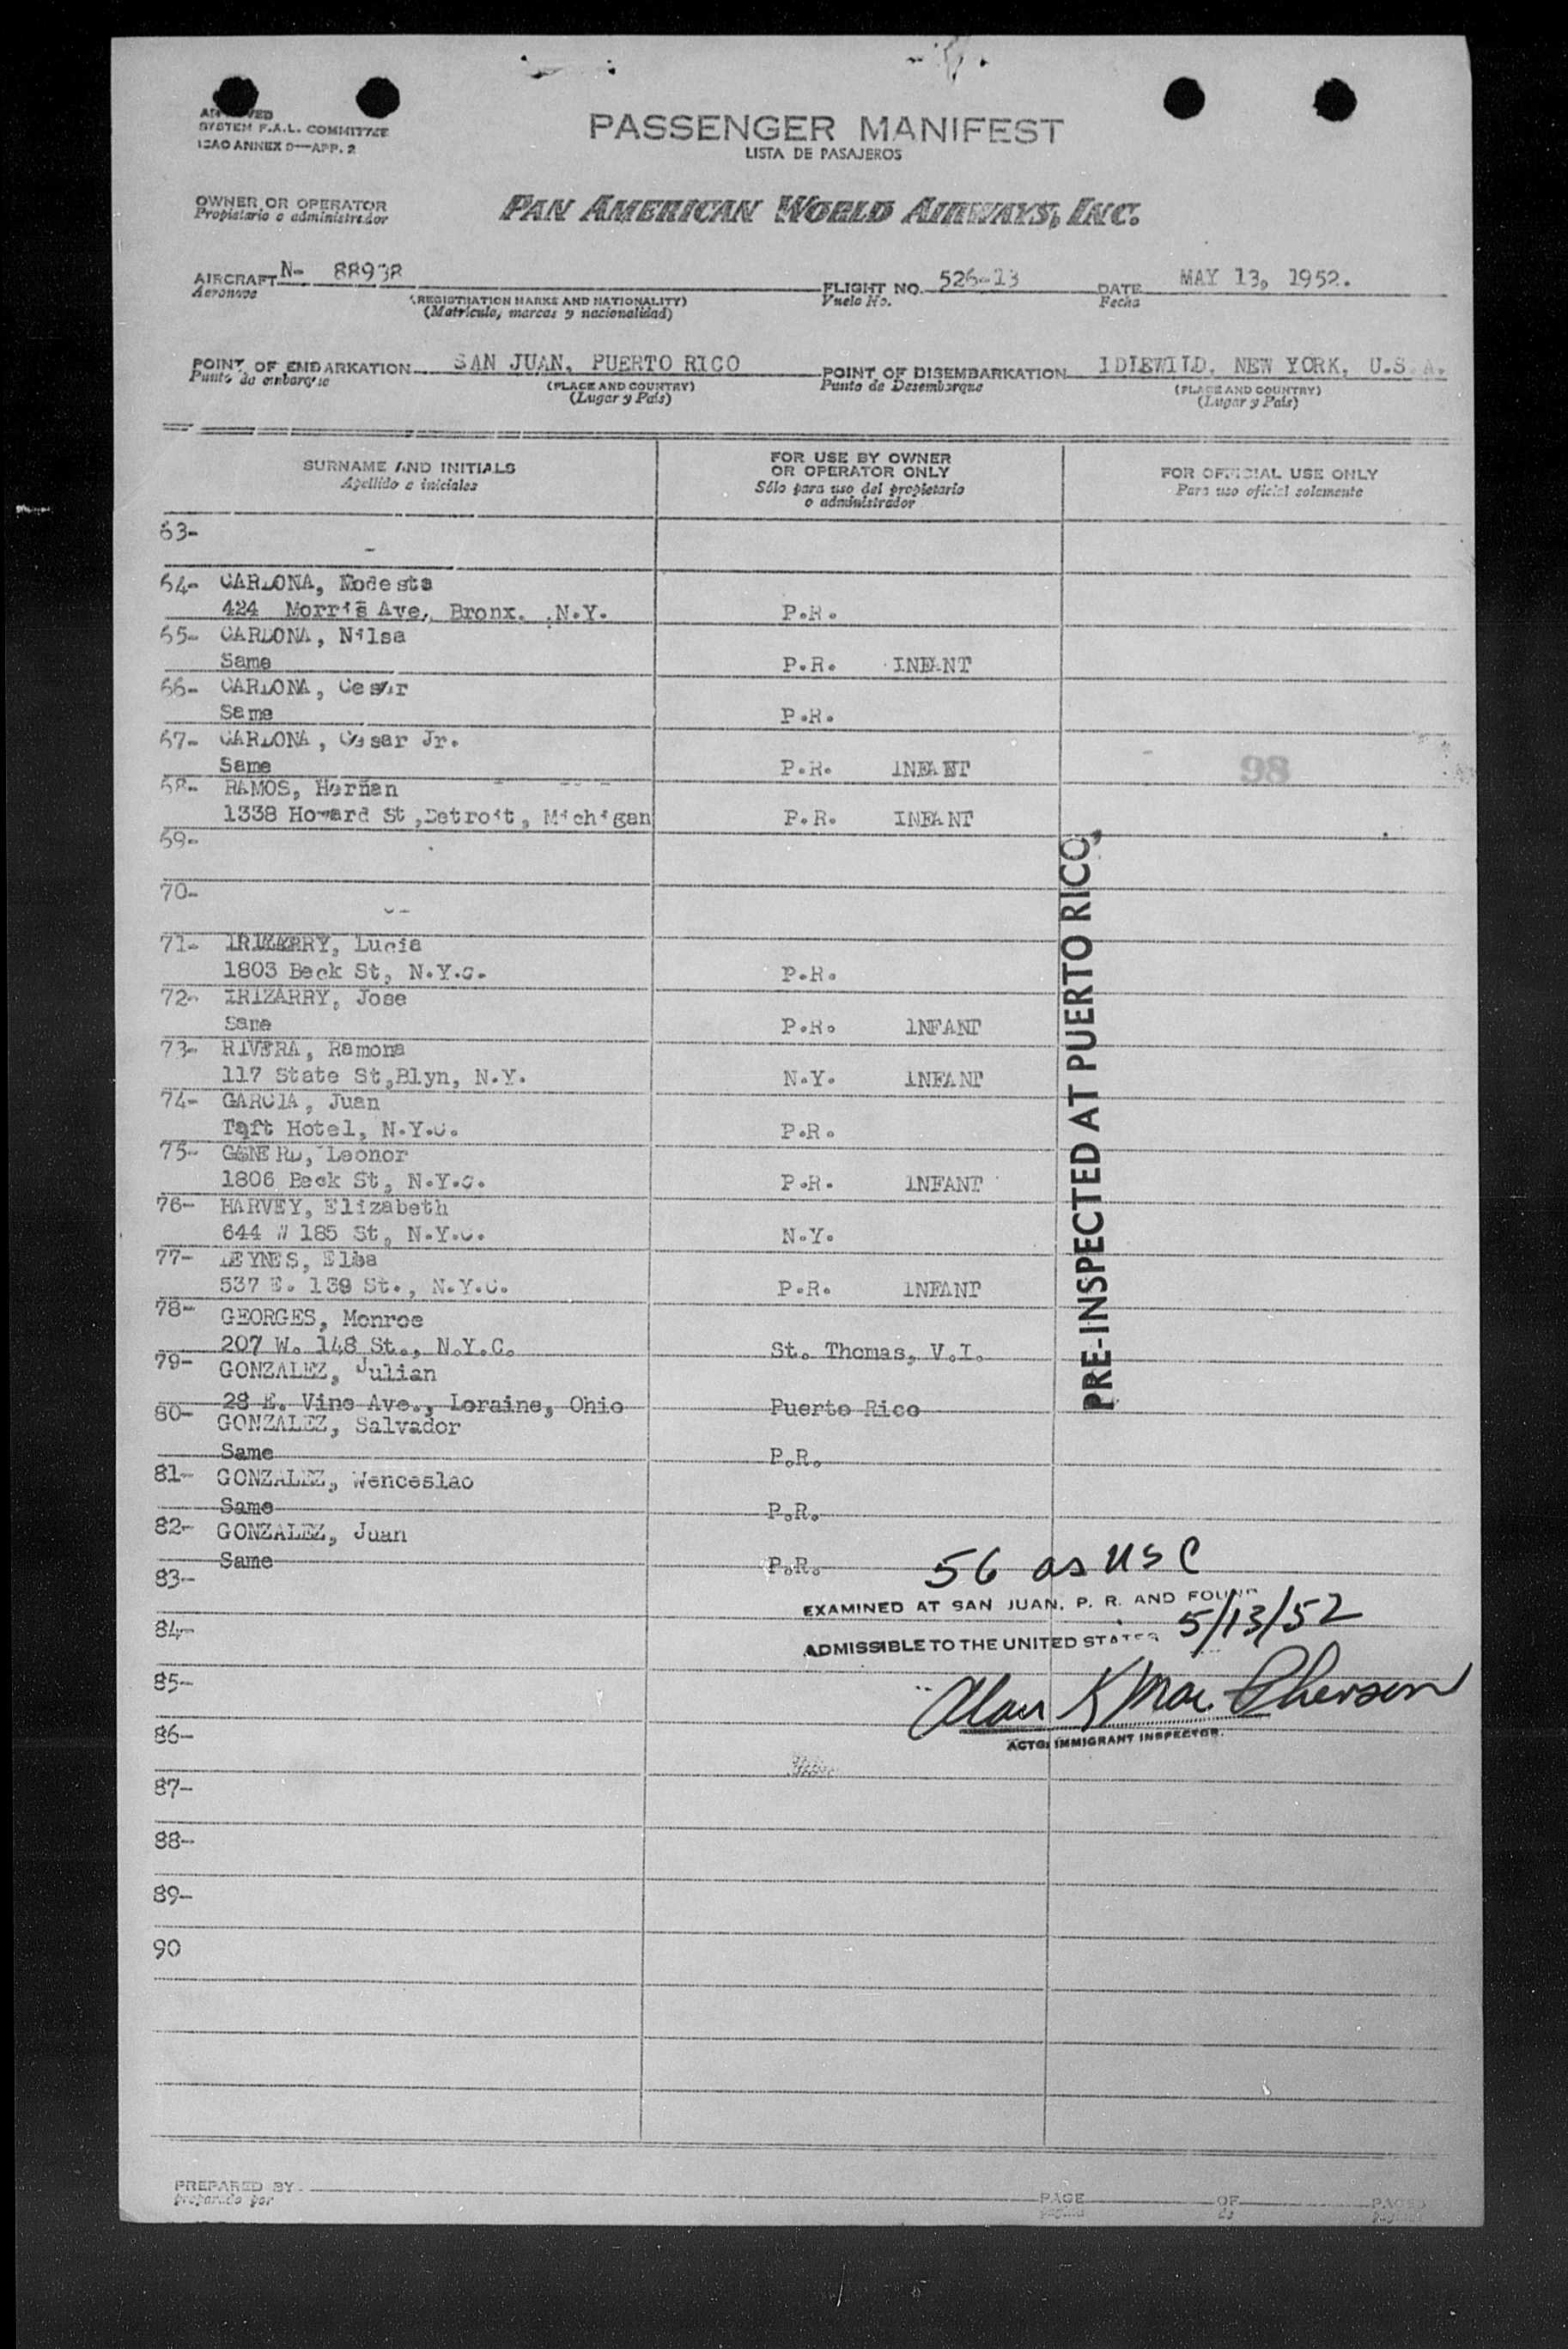 SYSTEM F.A.L. COMMITTEE
ICAO ANNEX 9—APP. 2
PASSENGER MANIFEST
LISTA DE PASAJEROS
OWNER OR OPERATOR
Propietario o administrador
PAN AMERICAN WORLD AIRWAYS, INC.
AIRCRAFT N- 88938
Aeronave
(REGISTRATION MARKS AND NATIONALITY)
(Matricula, marcas y nacionalidad)
FLIGHT NO. 526-13
Vuelo No.
DATE MAY 13, 1952.
Fecha
POINT OF EMBARKATION SAN JUAN, PUERTO RICO
Punto de embarque
(PLACE AND COUNTRY)
(Lugar y País)
POINT OF DISEMBARKATION IDLEWILD, NEW YORK, U.S.A.
Punto de Desembarque
(PLACE AND COUNTRY)
(Lugar y País)
SURNAME AND INITIALS
Apellido e iniciales
FOR USE BY OWNER
OR OPERATOR ONLY
Sólo para uso del propietario
o administrador
FOR OFFICIAL USE ONLY
Para uso oficial solamente
63-
64- CARDONA, Modesta
424 Morris Ave, Bronx. N.Y. P.R.
65- CARDONA, Nilsa
Same P.R. INFANT
66- CARDONA, Cesar
Same P.R.
67- CARDONA, Cesar Jr.
Same P.R. INFANT
98
68- RAMOS, Hernan
1338 Howard St, Detroit, Michigan P.R. INFANT
69-
70-
71- IRIZARRY, Lucia
1803 Beck St, N.Y.C. P.R.
72- IRIZARRY, Jose
Same P.R. INFANT
73- RIVERA, Ramona
117 State St,Blyn, N.Y. N.Y. INFANT
74- GARCIA, Juan
Taft Hotel, N.Y.C. P.R.
75- Leonor
1806 Beck St, N.Y.C. P.R. INFANT
76- HARVEY, Elizabeth
644 W 185 St, N.Y.C. N.Y.
77- Elba
537 E. 139 St., N.Y.C. P.R. INFANT
78- GEORGES, Monroe
207 W. 148 St., N.Y.C. St. Thomas, V.I.
79- GONZALEZ, Julian
28 E. Vine Ave., Loraine, Ohio Puerto Rico
80- GONZALEZ, Salvador
Same P.R.
81- GONZALEZ, Wenceslao
Same P.R.
82- GONZALEZ, Juan
Same P.R.
PRE-INSPECTED AT PUERTO RICO,
56 as USC
83-
EXAMINED AT SAN JUAN, P. R. AND FOUND
84-
ADMISSIBLE TO THE UNITED STATES 5/13/52
85-
Alan K Mac Pherson
86-
ACTG. IMMIGRANT INSPECTOR.
87-
88-
89-
90
PREPARED BY
preparado por
PAGE OF PAGES